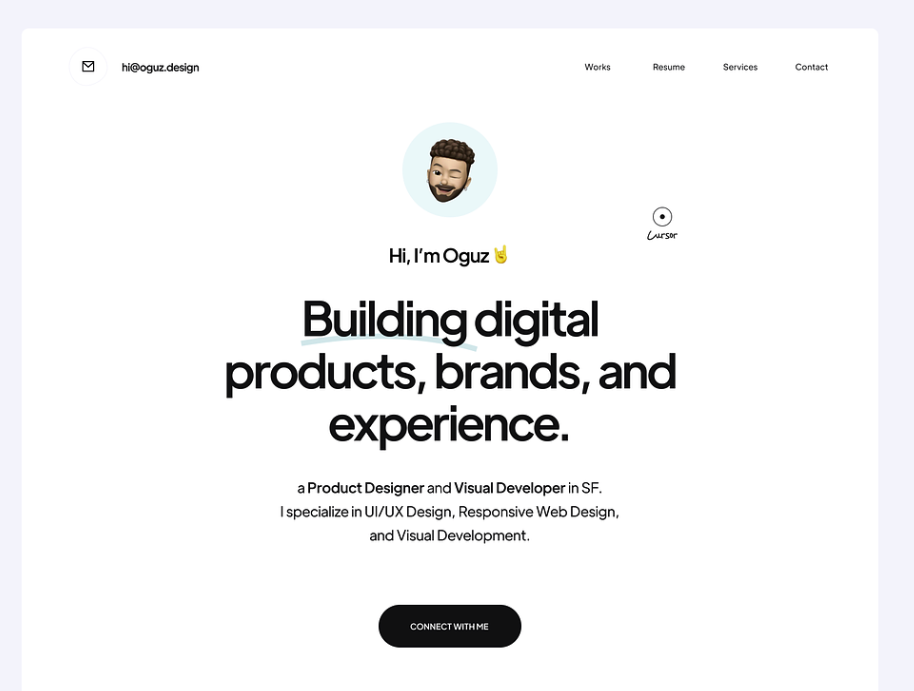 hi@oguz.design
Works Resume Services Contact
Cursor
Hi, I'm Oguz 🤘
Building digital
products, brands, and
experience.
a Product Designer and Visual Developer in SF.
I specialize in UI/UX Design, Responsive Web Design,
and Visual Development.
CONNECT WITH ME